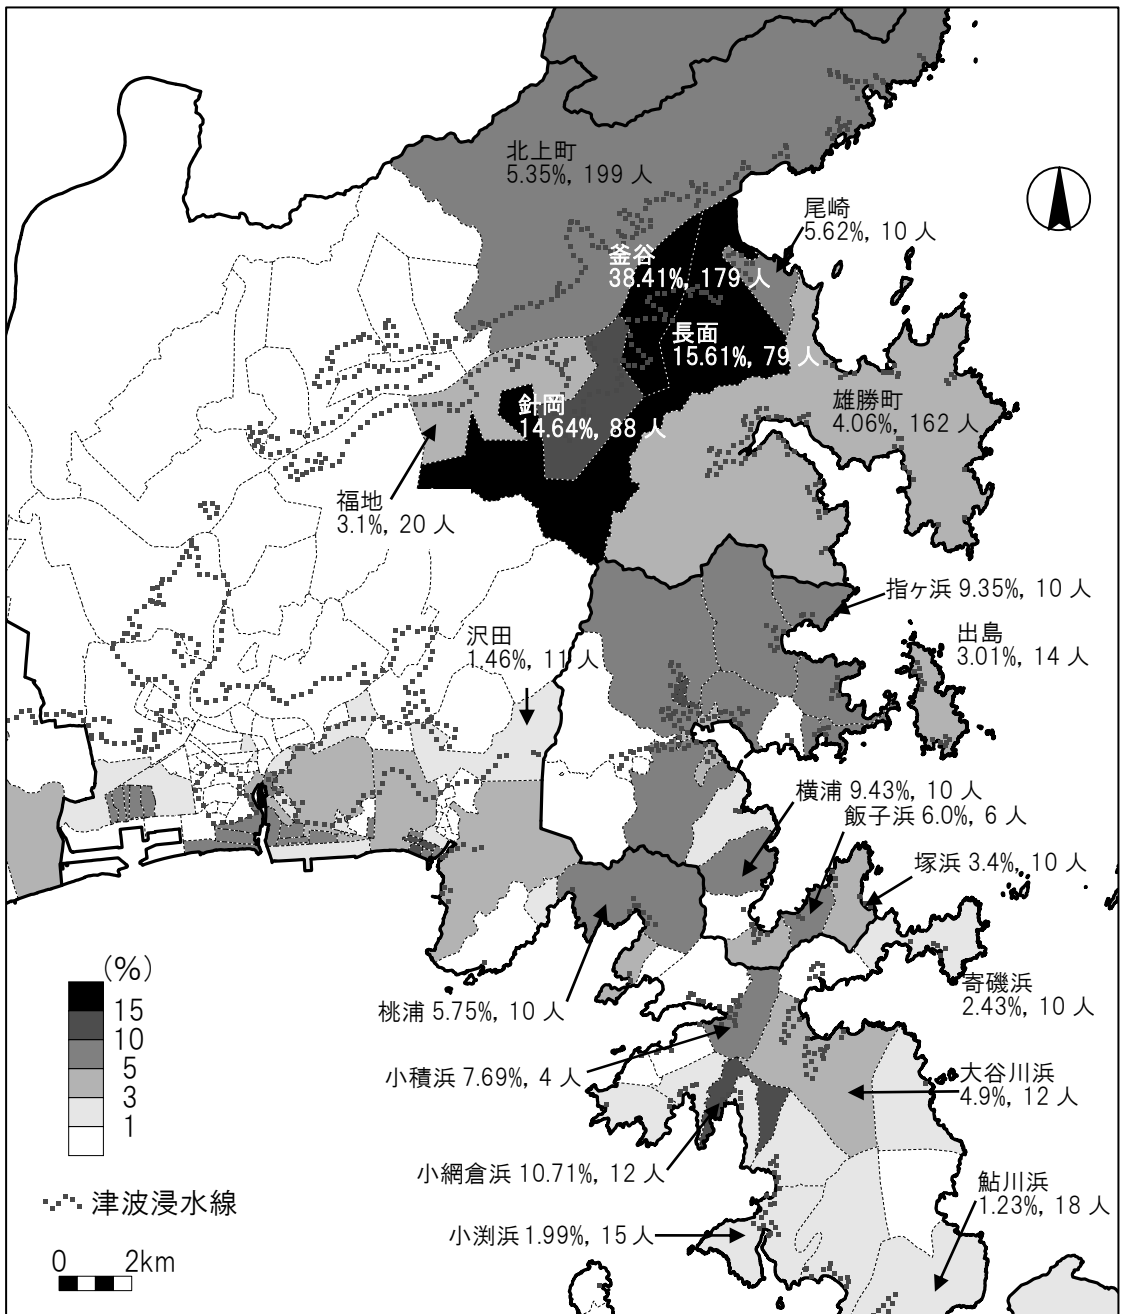 北上町
5.35%, 199 人
尾崎
5.62%, 10 人
釜谷
38.41%, 179 人
長面
15.61%, 79 人
針岡
14.64%, 88 人
雄勝町
4.06%, 162 人
福地
3.1%, 20 人
指ヶ浜 9.35%, 10 人
沢田
1.46%, 11 人
出島
3.01%, 14 人
横浦 9.43%, 10 人
飯子浜 6.0%, 6 人
塚浜 3.4%, 10 人
寄磯浜
2.43%, 10 人
桃浦 5.75%, 10 人
小積浜 7.69%, 4 人
大谷川浜
4.9%, 12 人
小網倉浜 10.71%, 12 人
鮎川浜
1.23%, 18 人
小渕浜 1.99%, 15 人
(%)
15
10
5
3
1
津波浸水線
0 2km